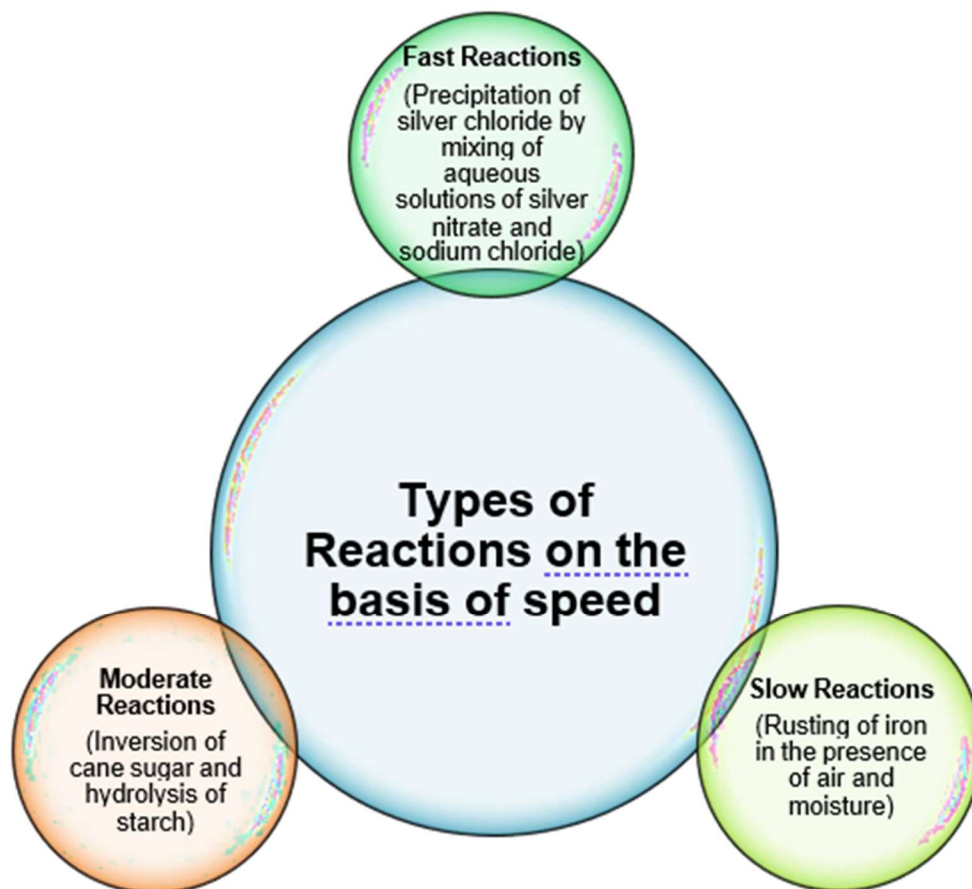 Fast Reactions
(Precipitation of
silver chloride by
mixing of
aqueous
solutions of silver
nitrate and
sodium chloride)
Types of
Reactions on the
basis of speed
Moderate
Reactions
(Inversion of
cane sugar and
hydrolysis of
starch)
Slow Reactions
(Rusting of iron
in the presence
of air and
moisture)